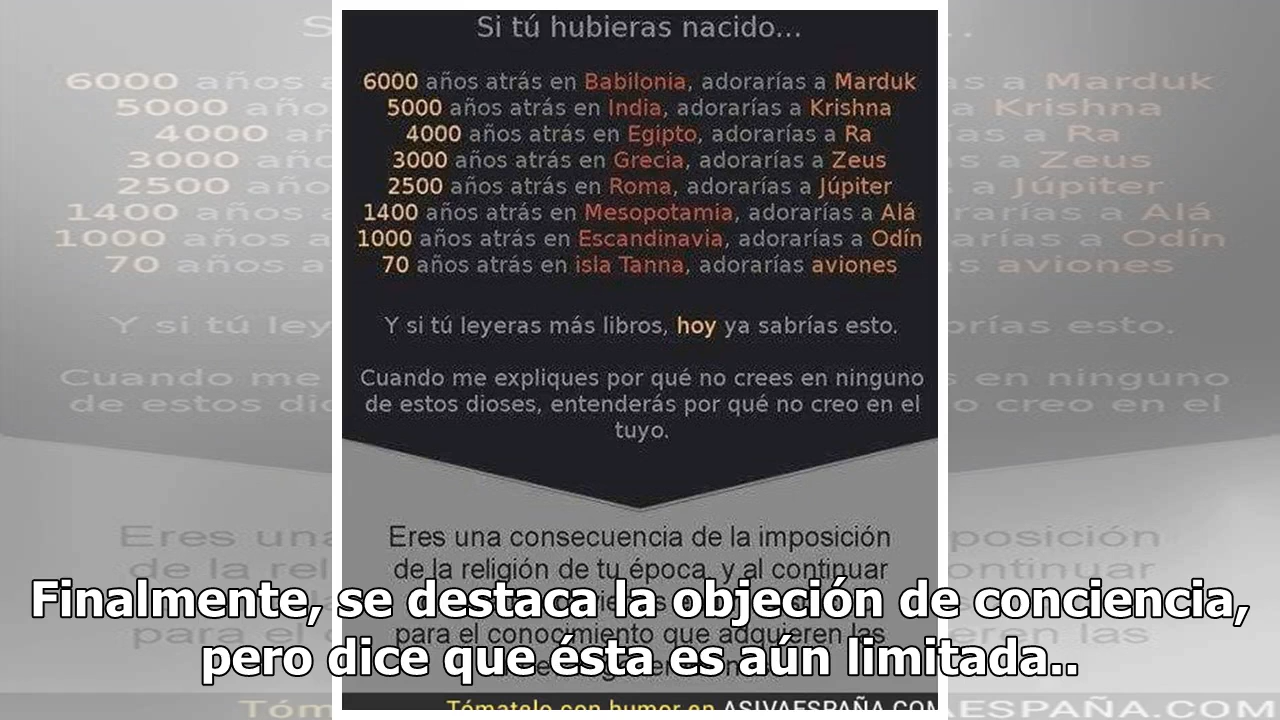 Si tú hubieras nacido...
6000 años atrás en Babilonia, adorarías a Marduk
5000 años atrás en India, adorarías a Krishna
4000 años atrás en Egipto, adorarías a Ra
3000 años atrás en Grecia, adorarías a Zeus
2500 años atrás en Roma, adorarías a Júpiter
1400 años atrás en Mesopotamia, adorarías a Alá
1000 años atrás en Escandinavia, adorarías a Odín
70 años atrás en isla Tanna, adorarías aviones
Y si tú leyeras más libros, hoy ya sabrías esto.
Cuando me expliques por qué no crees en ninguno
de estos dioses, entenderás por qué no creo en el
tuyo.
Eres una consecuencia de la imposición
de la religión de tu época, y al continuar
para el conocimiento que adquieren las
Finalmente, se destaca la objeción de conciencia,
pero dice que ésta es aún limitada..
Tómatelo con humor en ASIVAESPAÑA.COM